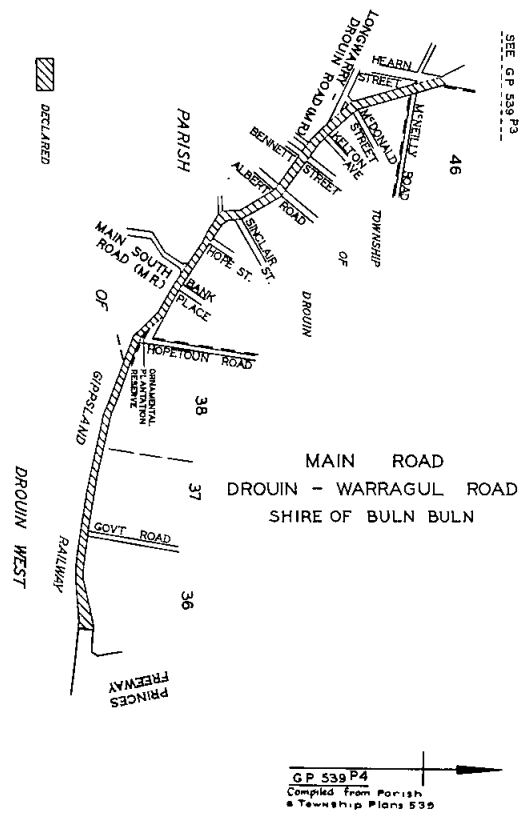 SEE GP 539 P3
HEARN
STREET
McNEILLY
ROAD
LONGWARRY -
DROUIN ROAD (M.R.)
McDONALD
STREET
46
SKELTON
AVE
BENNETT STREET
ALBERT ROAD
TOWNSHIP
OF
DROUIN
SINCLAIR
ST.
HOPE ST.
MAIN SOUTH
ROAD (M.R.)
BANK
PLACE
PARISH
OF
DROUIN WEST
DECLARED
HOPETOUN ROAD
ORNAMENTAL
PLANTATION
RESERVE
38
37
36
GIPPSLAND
RAILWAY
GOVT ROAD
PRINCES
FREEWAY
MAIN ROAD
DROUIN - WARRAGUL ROAD
SHIRE OF BULN BULN
GP 539 P4
Compiled from Parish
& Township Plans 539